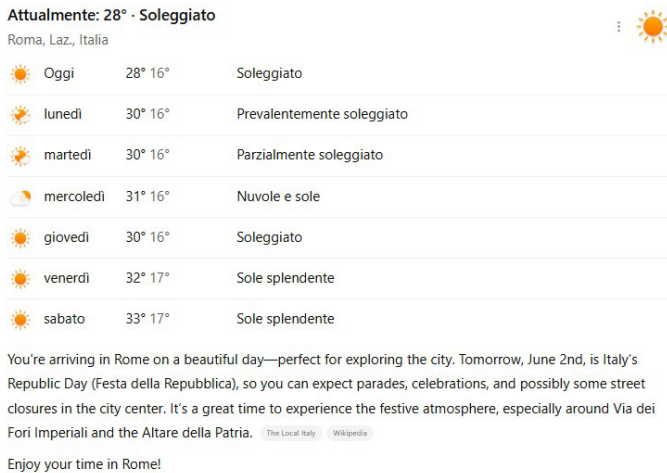 Attualmente: 28° · Soleggiato
Roma, Laz., Italia
Oggi 28° 16° Soleggiato
lunedì 30° 16° Prevalentemente soleggiato
martedì 30° 16° Parzialmente soleggiato
mercoledì 31° 16° Nuvole e sole
giovedì 30° 16° Soleggiato
venerdì 32° 17° Sole splendente
sabato 33° 17° Sole splendente
You're arriving in Rome on a beautiful day—perfect for exploring the city. Tomorrow, June 2nd, is Italy's
Republic Day (Festa della Repubblica), so you can expect parades, celebrations, and possibly some street
closures in the city center. It's a great time to experience the festive atmosphere, especially around Via dei
Fori Imperiali and the Altare della Patria. The Local Italy Wikipedia
Enjoy your time in Rome!